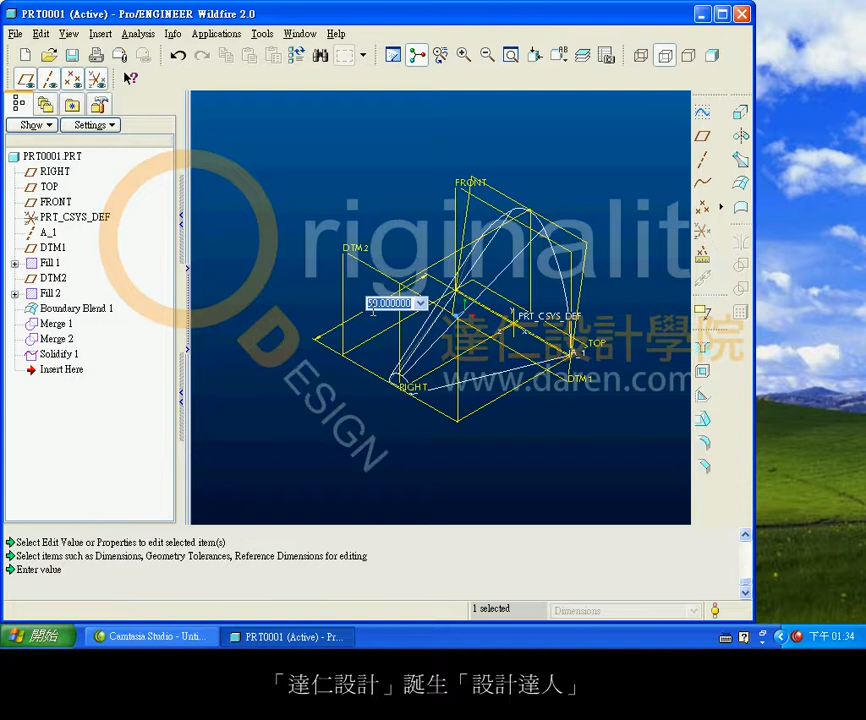 PRT0001 (Active) - Pro/ENGINEER Wildfire 2.0
File Edit View Insert Analysis Info Applications Tools Window Help
Show Settings
PRT0001.PRT
RIGHT
TOP
FRONT
PRT_CSYS_DEF
A_1
DTM1
Fill 1
DTM2
Fill 2
Boundary Blend 1
Merge 1
Merge 2
Solidify 1
Insert Here
FRONT
DTM2
PRT_CSYS_DEF
TOP
A_1
DTM1
RIGHT
Originality
DESIGN
達仁設計學院
www.daren.com
Select Edit Value or Properties to edit selected item(s)
Select items such as Dimensions, Geometry Tolerances, Reference Dimensions for editing
Enter value
1 selected
Dimensions
開始
Camtasia Studio - Unti...
PRT0001 (Active) - Pr...
下午 01:34
「達仁設計」誕生「設計達人」